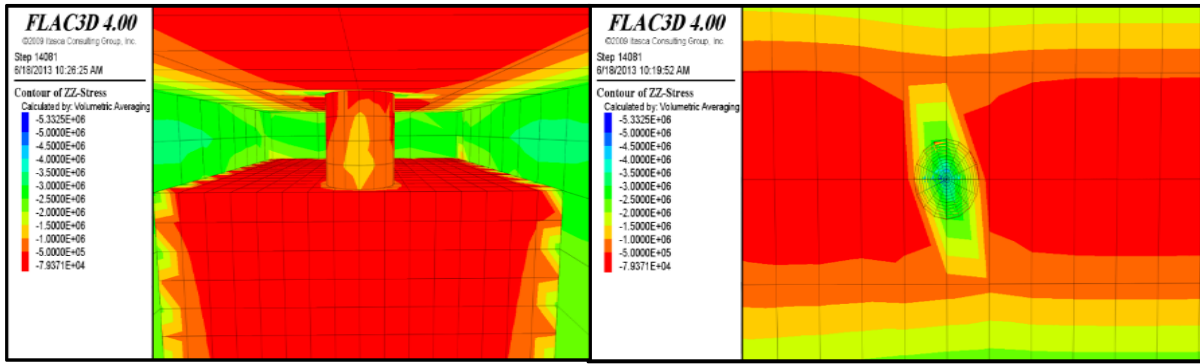 FLAC3D 4.00
©2009 Itasca Consulting Group, Inc.
Step 14081
6/18/2013 10:26:25 AM
Contour of ZZ-Stress
Calculated by: Volumetric Averaging
-5.3325E+06
-5.0000E+06
-4.5000E+06
-4.0000E+06
-3.5000E+06
-3.0000E+06
-2.5000E+06
-2.0000E+06
-1.5000E+06
-1.0000E+06
-5.0000E+05
-7.9371E+04
FLAC3D 4.00
©2009 Itasca Consulting Group, Inc.
Step 14081
6/18/2013 10:19:52 AM
Contour of ZZ-Stress
Calculated by: Volumetric Averaging
-5.3325E+06
-5.0000E+06
-4.5000E+06
-4.0000E+06
-3.5000E+06
-3.0000E+06
-2.5000E+06
-2.0000E+06
-1.5000E+06
-1.0000E+06
-5.0000E+05
-7.9371E+04